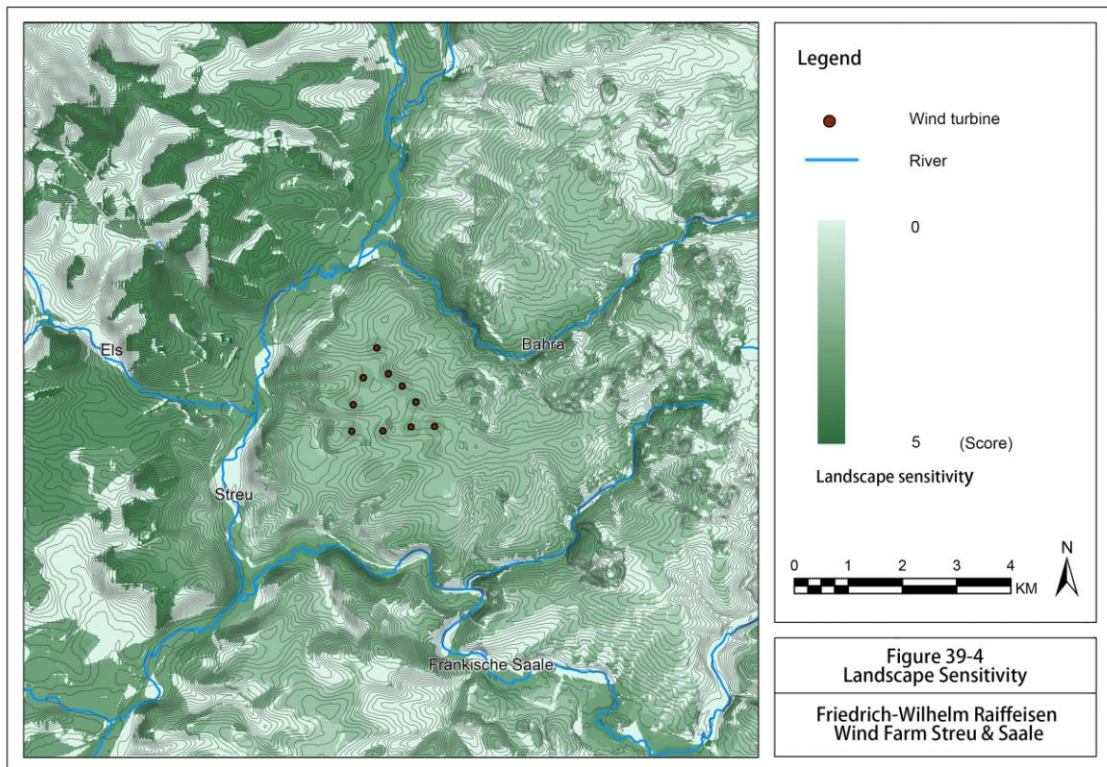 Els
Streu
Bahra
Fränkische Saale
Legend
Wind turbine
River
0
5 (Score)
Landscape sensitivity
0 1 2 3 4
KM
N
Figure 39-4
Landscape Sensitivity
Friedrich-Wilhelm Raiffeisen
Wind Farm Streu & Saale